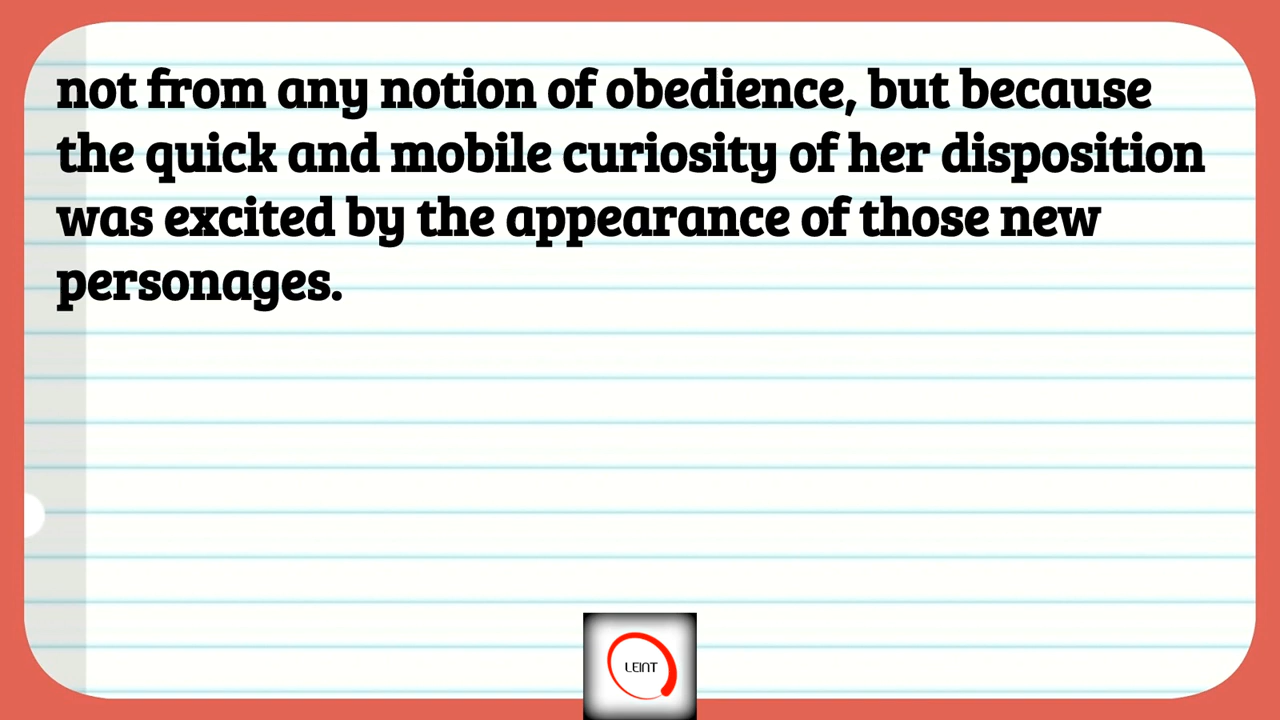 not from any notion of obedience, but because
the quick and mobile curiosity of her disposition
was excited by the appearance of those new
personages.
LEINT